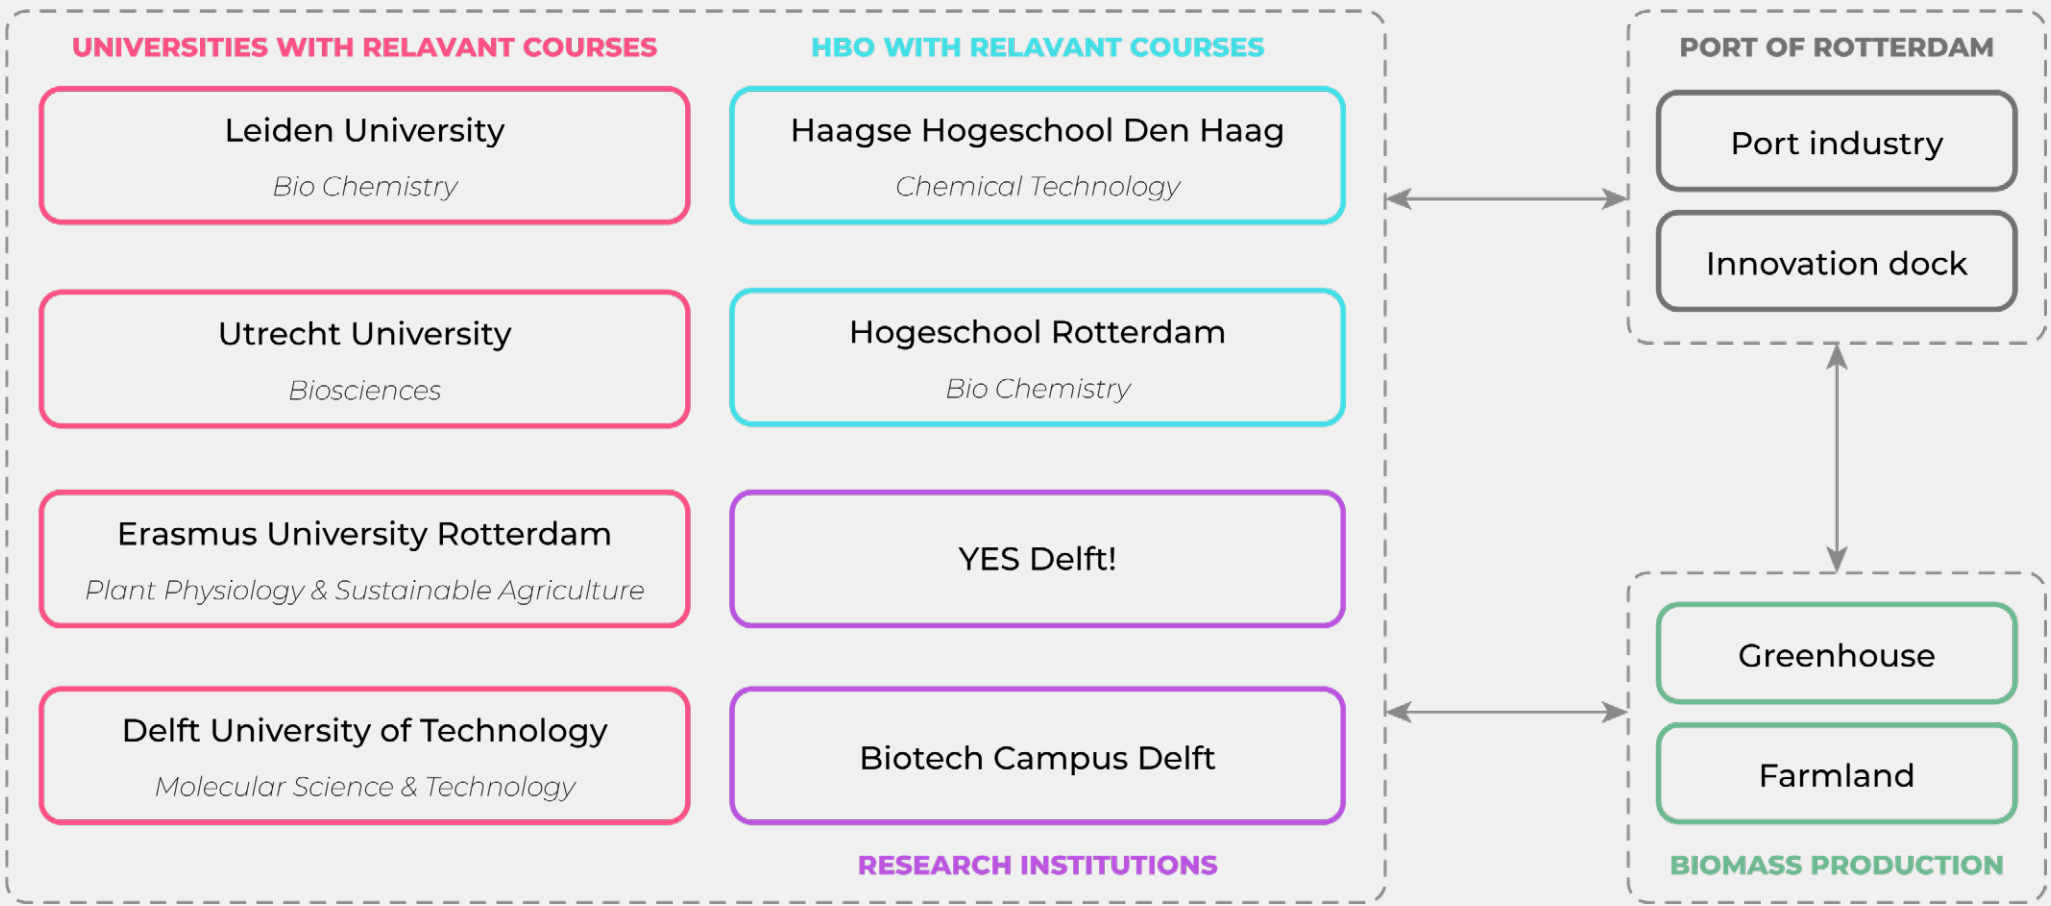 UNIVERSITIES WITH RELAVANT COURSES
Leiden University
Bio Chemistry
Utrecht University
Biosciences
Erasmus University Rotterdam
Plant Physiology & Sustainable Agriculture
Delft University of Technology
Molecular Science & Technology
HBO WITH RELAVANT COURSES
Haagse Hogeschool Den Haag
Chemical Technology
Hogeschool Rotterdam
Bio Chemistry
YES Delft!
Biotech Campus Delft
RESEARCH INSTITUTIONS
PORT OF ROTTERDAM
Port industry
Innovation dock
Greenhouse
Farmland
BIOMASS PRODUCTION